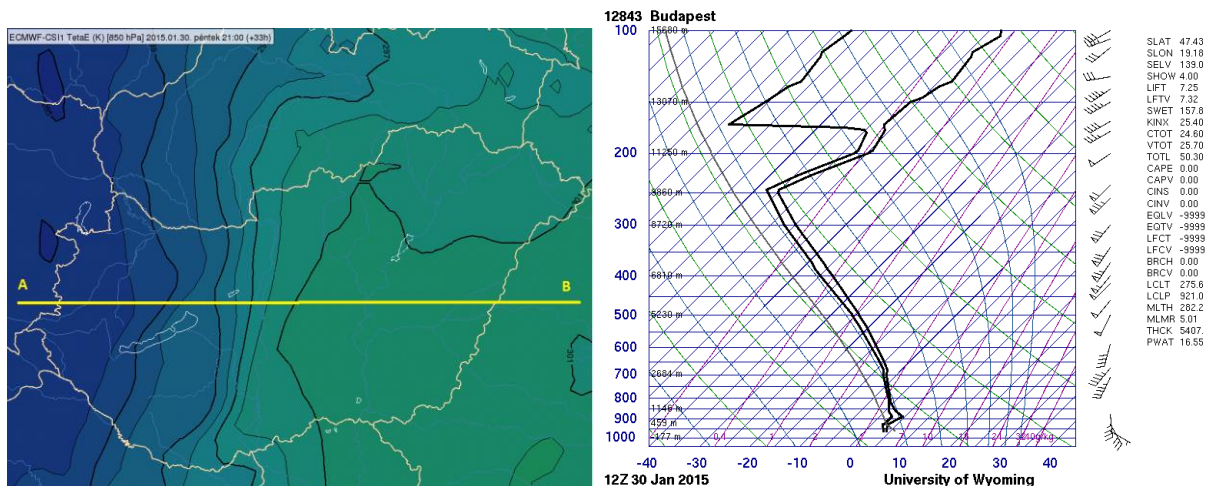 ECMWF-CSI1 TetaE (K) [850 hPa] 2015.01.30. péntek 21:00 (+33h)
297
A
B
301
D
12843 Budapest
100
15680 m
13070 m
200
11250 m
9860 m
300
8720 m
400
6810 m
500
5230 m
600
700
2684 m
800
900
1146 m
459 m
1000
-177 m
0.4
1
2
7
10
16
24
32
40g/kg
-40
-30
-20
-10
0
10
20
30
40
12Z 30 Jan 2015
University of Wyoming
SLAT 47.43
SLON 19.18
SELV 139.0
SHOW 4.00
LIFT 7.25
LFTV 7.32
SWET 157.8
KINX 25.40
CTOT 24.60
VTOT 25.70
TOTL 50.30
CAPE 0.00
CAPV 0.00
CINS 0.00
CINV 0.00
EQLV -9999
EQTV -9999
LFCT -9999
LFCV -9999
BRCH 0.00
BRCV 0.00
LCLT 275.6
LCLP 921.0
MLTH 282.2
MLMR 5.01
THCK 5407.
PWAT 16.55